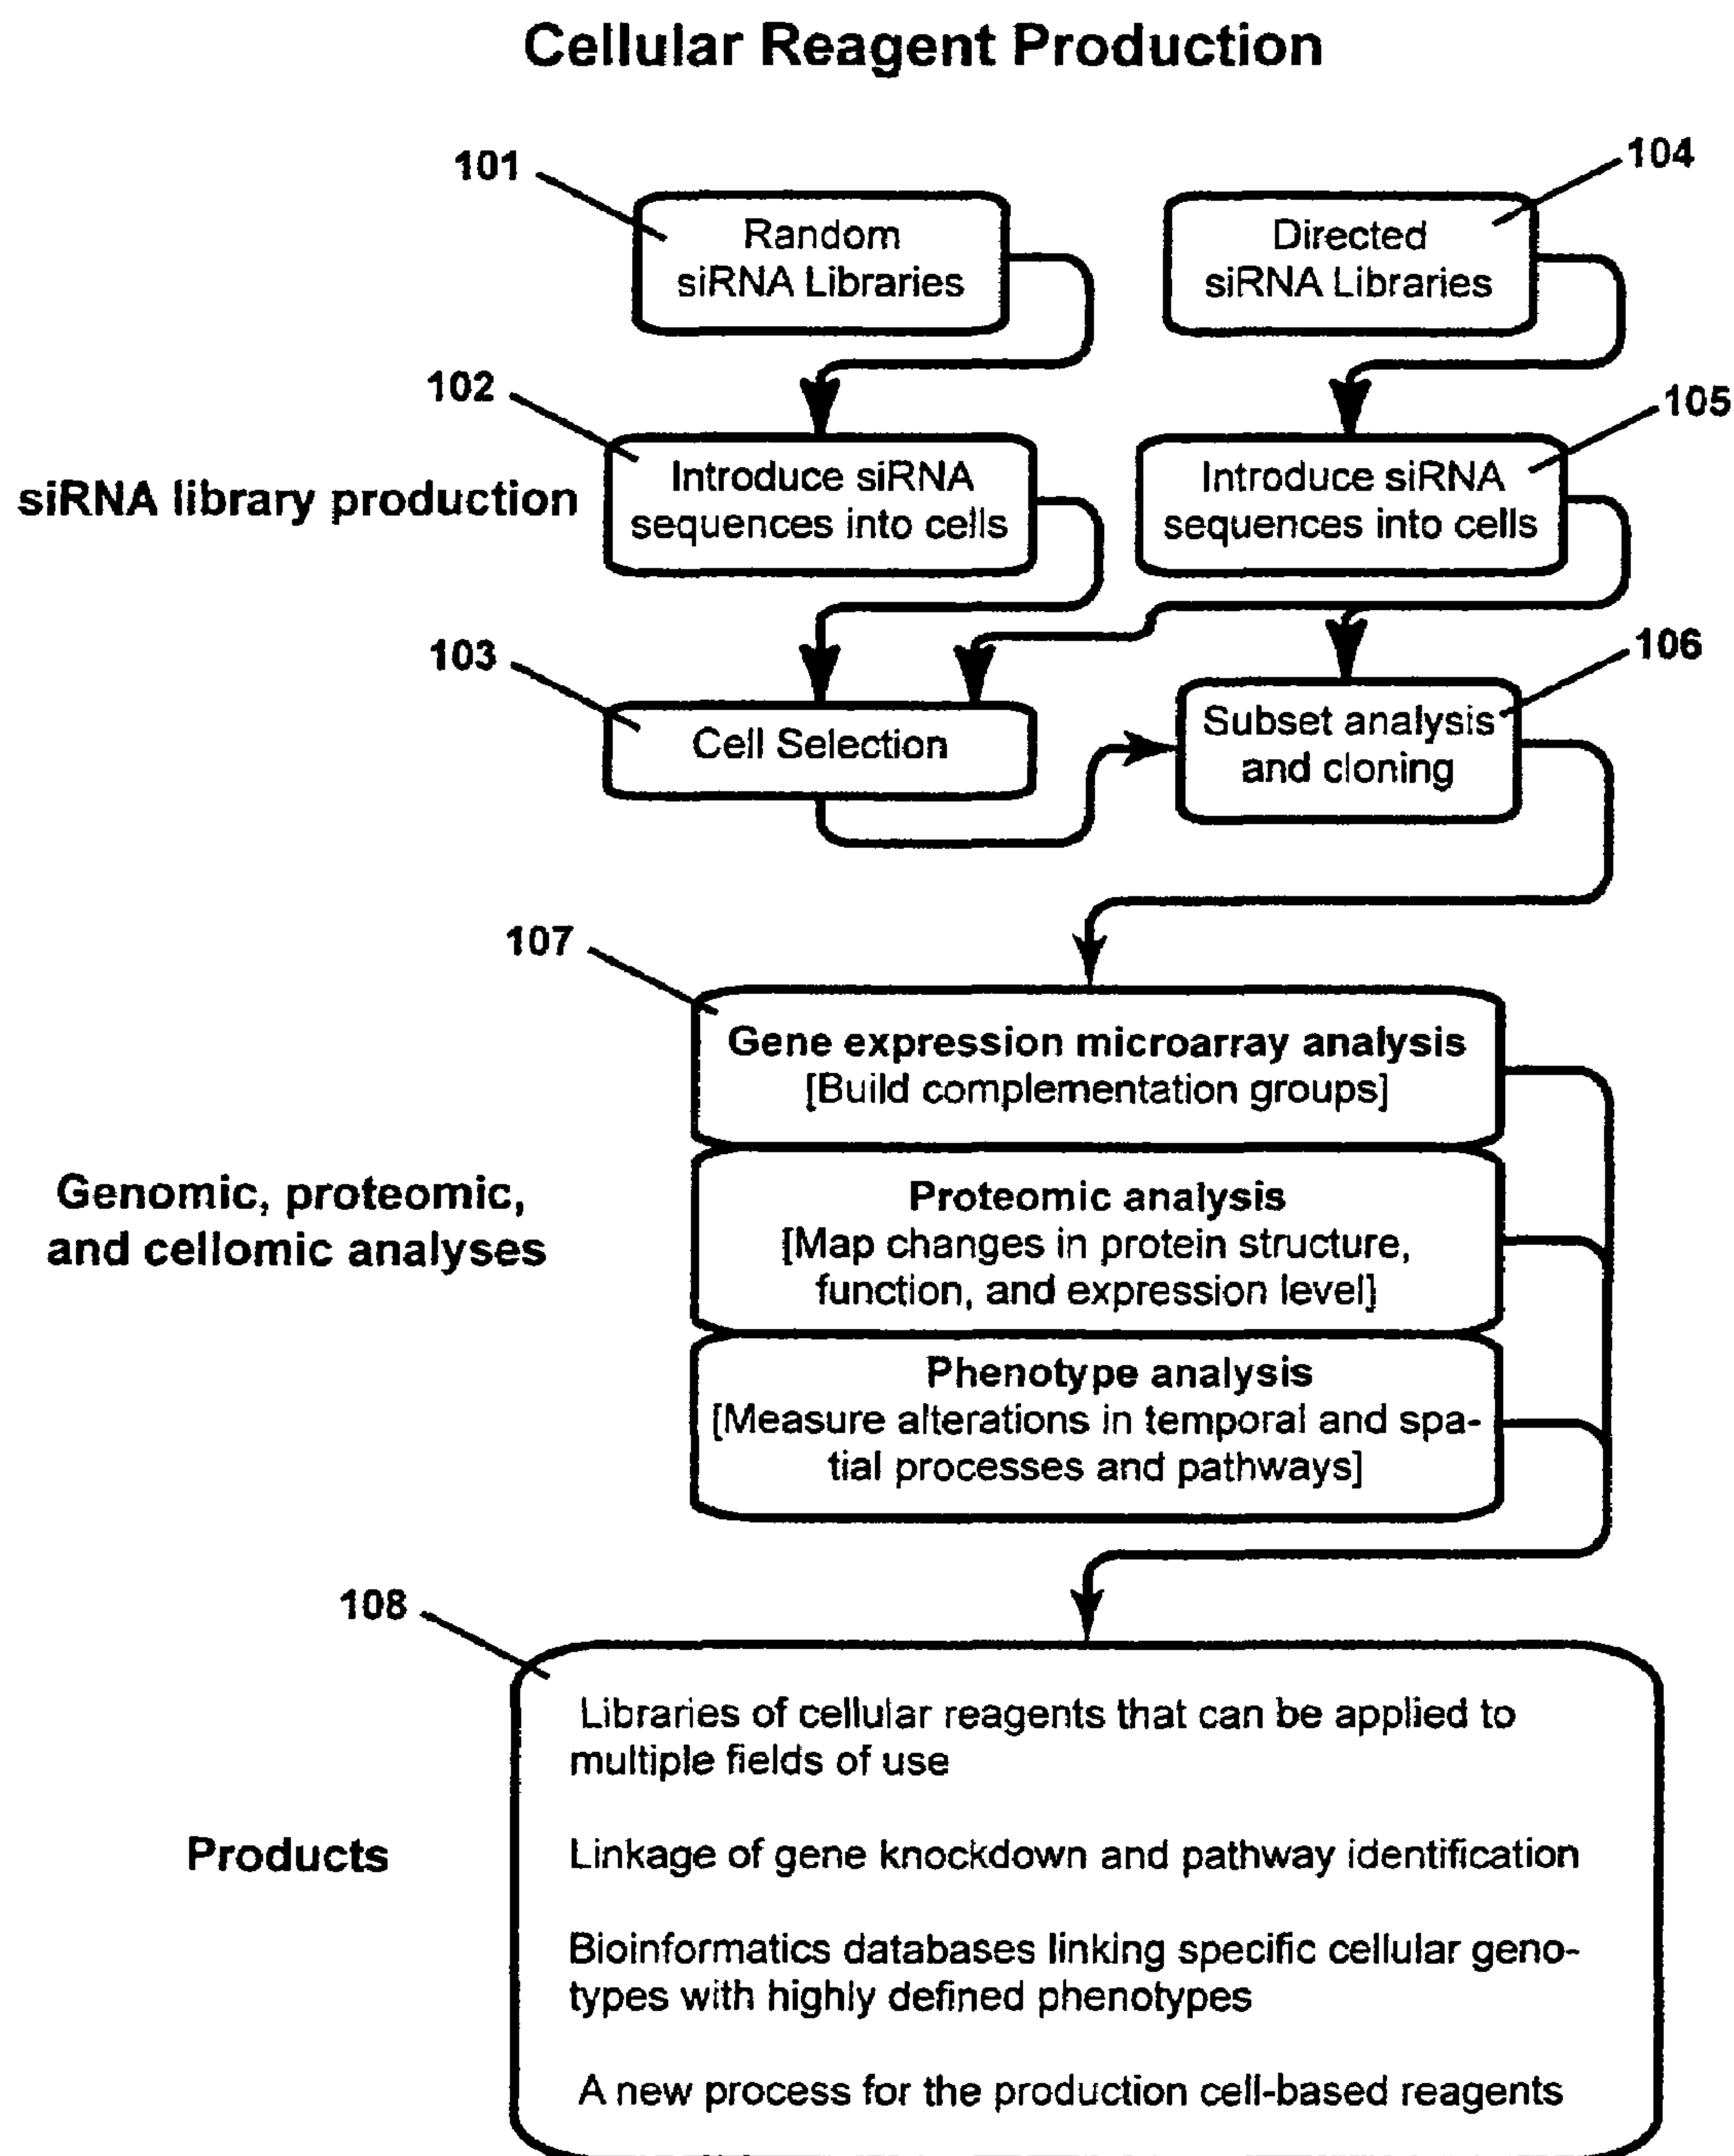 Cellular Reagent Production
101
104
Random
siRNA Libraries
Directed
siRNA Libraries
102
105
siRNA library production
Introduce siRNA
sequences into cells
Introduce siRNA
sequences into cells
103
106
Cell Selection
Subset analysis
and cloning
107
Gene expression microarray analysis
[Build complementation groups]
Genomic, proteomic,
and cellomic analyses
Proteomic analysis
[Map changes in protein structure,
function, and expression level]
Phenotype analysis
[Measure alterations in temporal and spa-
tial processes and pathways]
108
Products
Libraries of cellular reagents that can be applied to
multiple fields of use
Linkage of gene knockdown and pathway identification
Bioinformatics databases linking specific cellular geno-
types with highly defined phenotypes
A new process for the production cell-based reagents